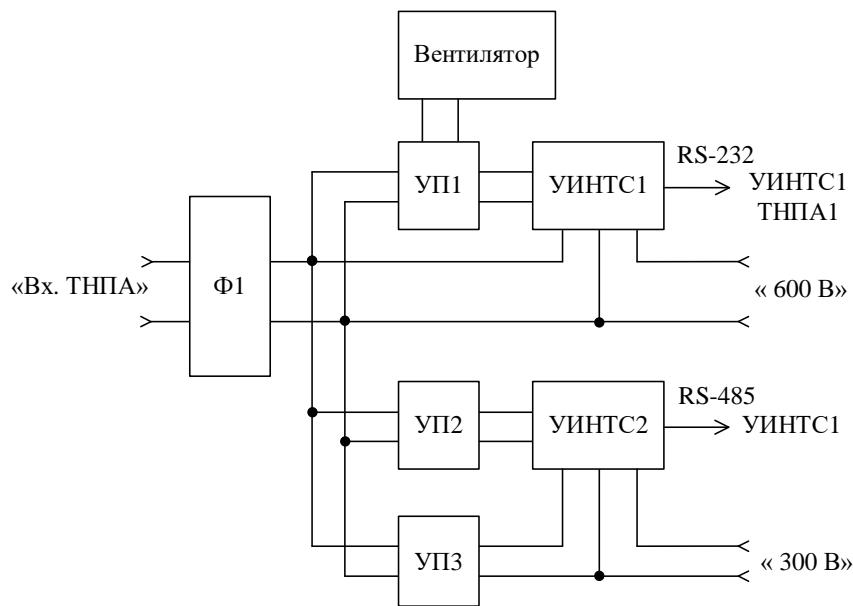 Вентилятор
RS-232
УП1
УИНТС1
УИНТС1
ТНПА1
«Вх. ТНПА»
Ф1
« 600 В»
RS-485
УП2
УИНТС2
УИНТС1
УП3
« 300 В»